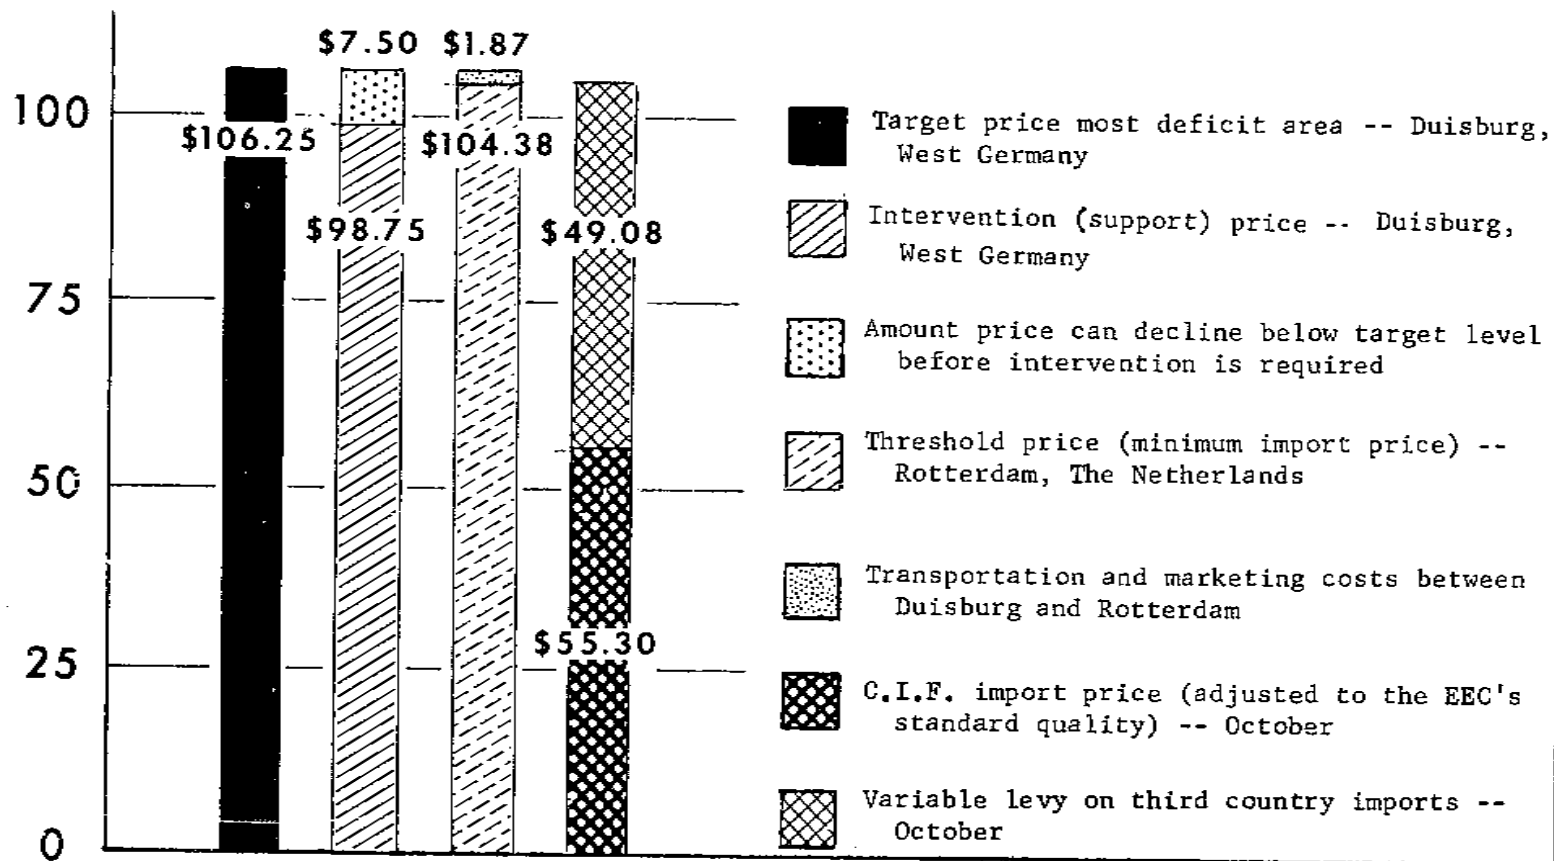 $7.50 $1.87
100
$106.25
$104.38
$98.75
$49.08
75
50
25
$55.30
0
Target price most deficit area -- Duisburg,
West Germany
Intervention (support) price -- Duisburg,
West Germany
Amount price can decline below target level
before intervention is required
Threshold price (minimum import price) --
Rotterdam, The Netherlands
Transportation and marketing costs between
Duisburg and Rotterdam
C.I.F. import price (adjusted to the EEC's
standard quality) -- October
Variable levy on third country imports --
October